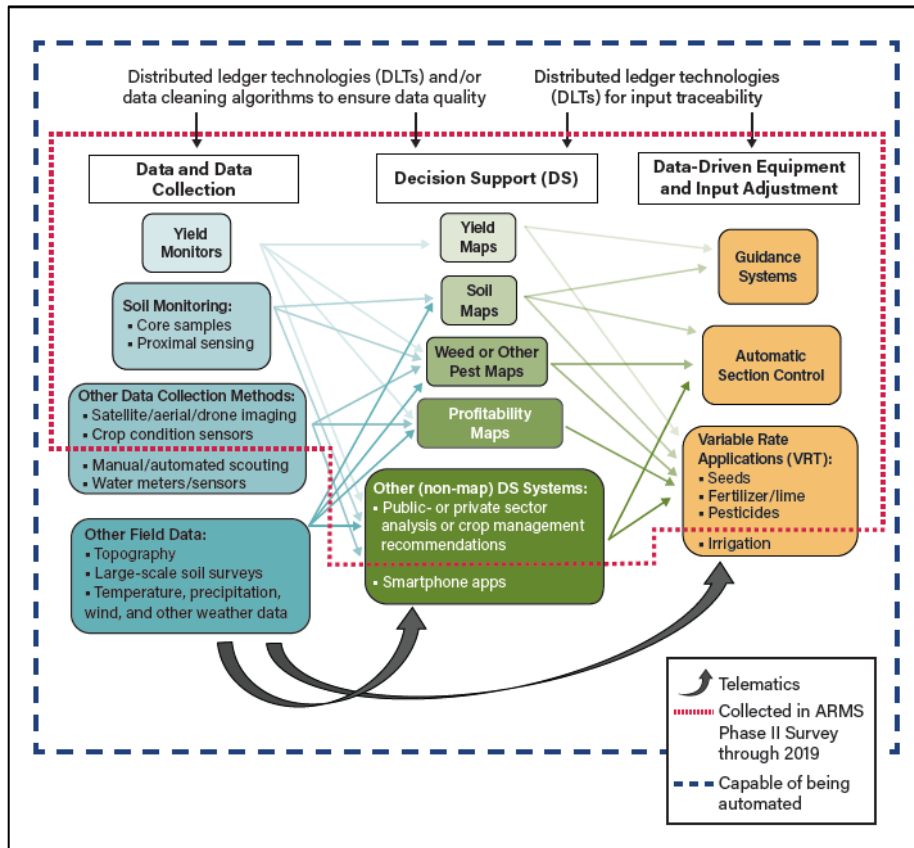 Distributed ledger technologies (DLTs) and/or
data cleaning algorithms to ensure data quality
Distributed ledger technologies
(DLTs) for input traceability
Data and Data
Collection
Decision Support (DS)
Data-Driven Equipment
and Input Adjustment
Yield
Monitors
Soil Monitoring:
▪ Core samples
▪ Proximal sensing
Other Data Collection Methods:
▪ Satellite/aerial/drone imaging
▪ Crop condition sensors
▪ Manual/automated scouting
▪ Water meters/sensors
Other Field Data:
▪ Topography
▪ Large-scale soil surveys
▪ Temperature, precipitation,
wind, and other weather data
Yield
Maps
Soil
Maps
Weed or Other
Pest Maps
Profitability
Maps
Other (non-map) DS Systems:
▪ Public- or private sector
analysis or crop management
recommendations
▪ Smartphone apps
Guidance
Systems
Automatic
Section Control
Variable Rate
Applications (VRT):
▪ Seeds
▪ Fertilizer/lime
▪ Pesticides
▪ Irrigation
Telematics
Collected in ARMS
Phase II Survey
through 2019
Capable of being
automated